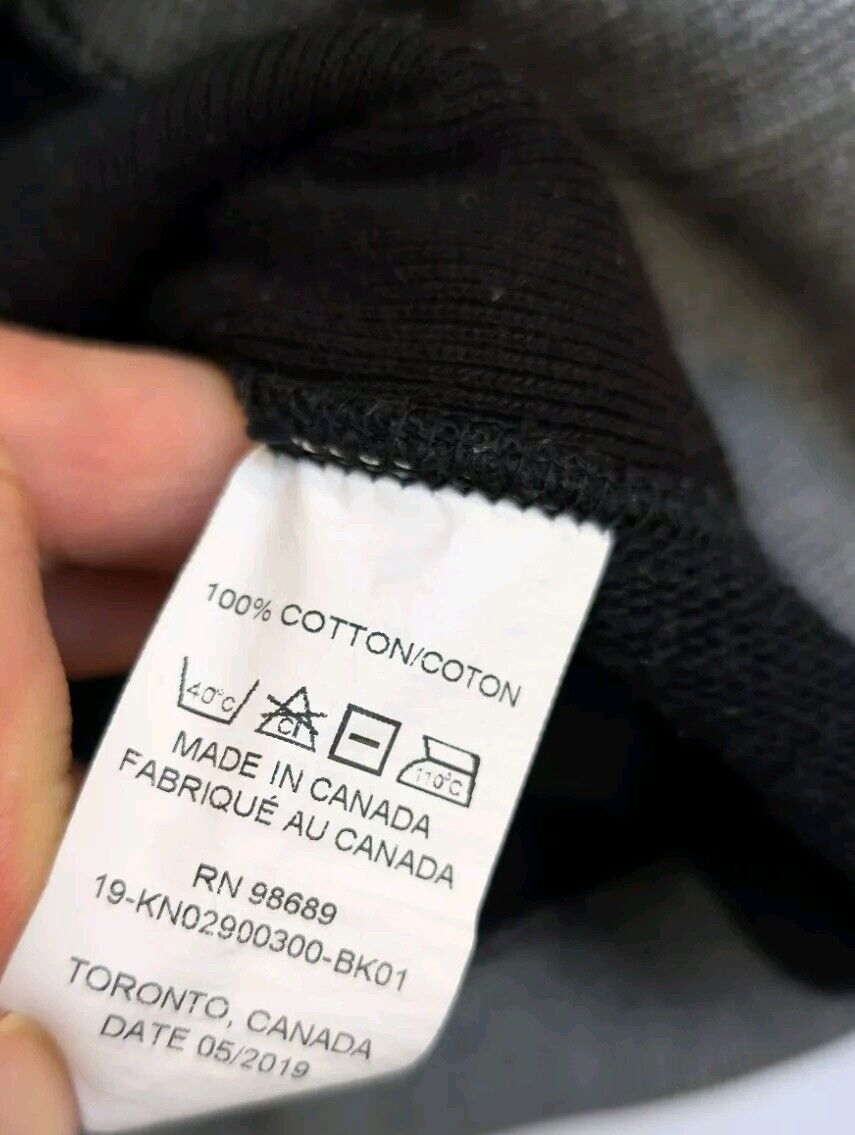 100% COTTON/COTON
40°C Cl 110°C
MADE IN CANADA
FABRIQUÉ AU CANADA
RN 98689
19-KN02900300-BK01
TORONTO, CANADA
DATE 05/2019